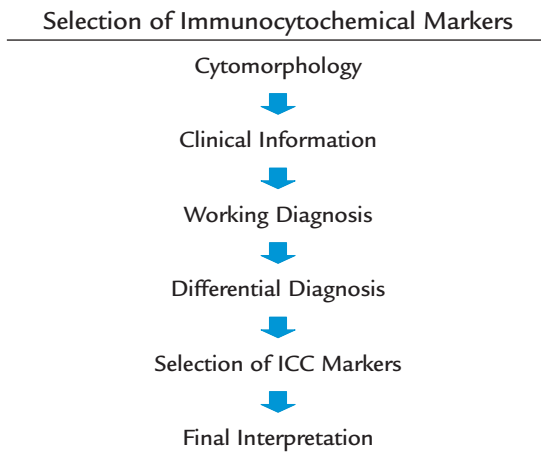 Selection of Immunocytochemical Markers
Cytomorphology
Clinical Information
Working Diagnosis
Differential Diagnosis
Selection of ICC Markers
Final Interpretation